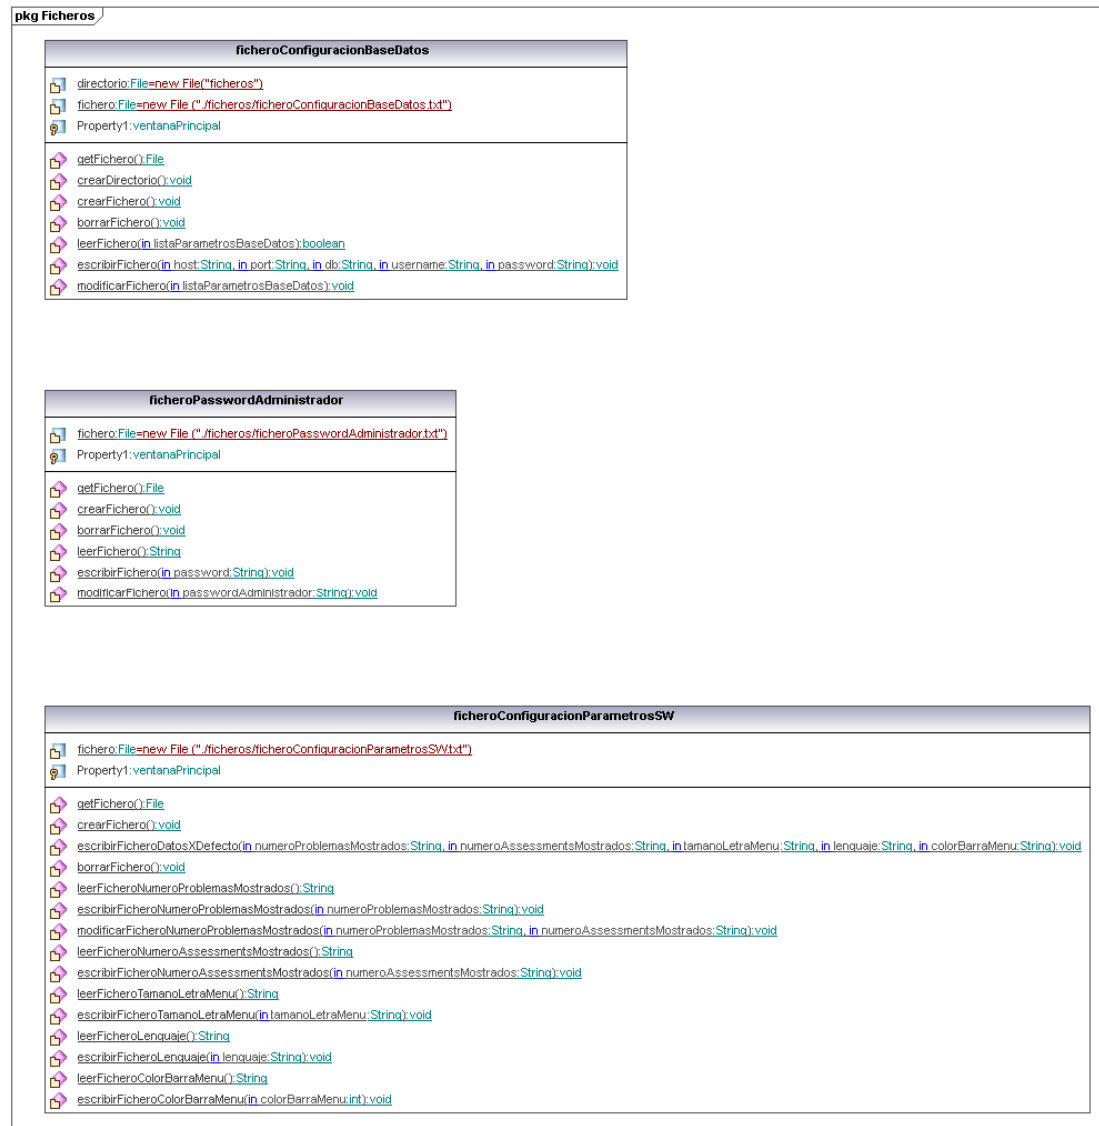 pkg Ficheros
ficheroConfiguracionBaseDatos
directorio:File=new File("ficheros")
fichero:File=new File ("./ficheros/ficheroConfiguracionBaseDatos.txt")
Property1:ventanaPrincipal
getFichero():File
crearDirectorio():void
crearFichero():void
borrarFichero():void
leerFichero(in listaParametrosBaseDatos):boolean
escribirFichero(in host:String, in port:String, in db:String, in username:String, in password:String):void
modificarFichero(in listaParametrosBaseDatos):void
ficheroPasswordAdministrador
fichero:File=new File ("./ficheros/ficheroPasswordAdministrador.txt")
Property1:ventanaPrincipal
getFichero():File
crearFichero():void
borrarFichero():void
leerFichero():String
escribirFichero(in password:String):void
modificarFichero(in passwordAdministrador:String):void
ficheroConfiguracionParametrosSW
fichero:File=new File ("./ficheros/ficheroConfiguracionParametrosSW.txt")
Property1:ventanaPrincipal
getFichero():File
crearFichero():void
escribirFicheroDatosXDefecto(in numeroProblemasMostrados:String, in numeroAssessmentsMostrados:String, in tamanoLetraMenu:String, in lenguaje:String, in colorBarraMenu:String):void
borrarFichero():void
leerFicheroNumeroProblemasMostrados():String
escribirFicheroNumeroProblemasMostrados(in numeroProblemasMostrados:String):void
modificarFicheroNumeroProblemasMostrados(in numeroProblemasMostrados:String, in numeroAssessmentsMostrados:String):void
leerFicheroNumeroAssessmentsMostrados():String
escribirFicheroNumeroAssessmentsMostrados(in numeroAssessmentsMostrados:String):void
leerFicheroTamanoLetraMenu():String
escribirFicheroTamanoLetraMenu(in tamanoLetraMenu:String):void
leerFicheroLenguaje():String
escribirFicheroLenguaje(in lenguaje:String):void
leerFicheroColorBarraMenu():String
escribirFicheroColorBarraMenu(in colorBarraMenu:int):void